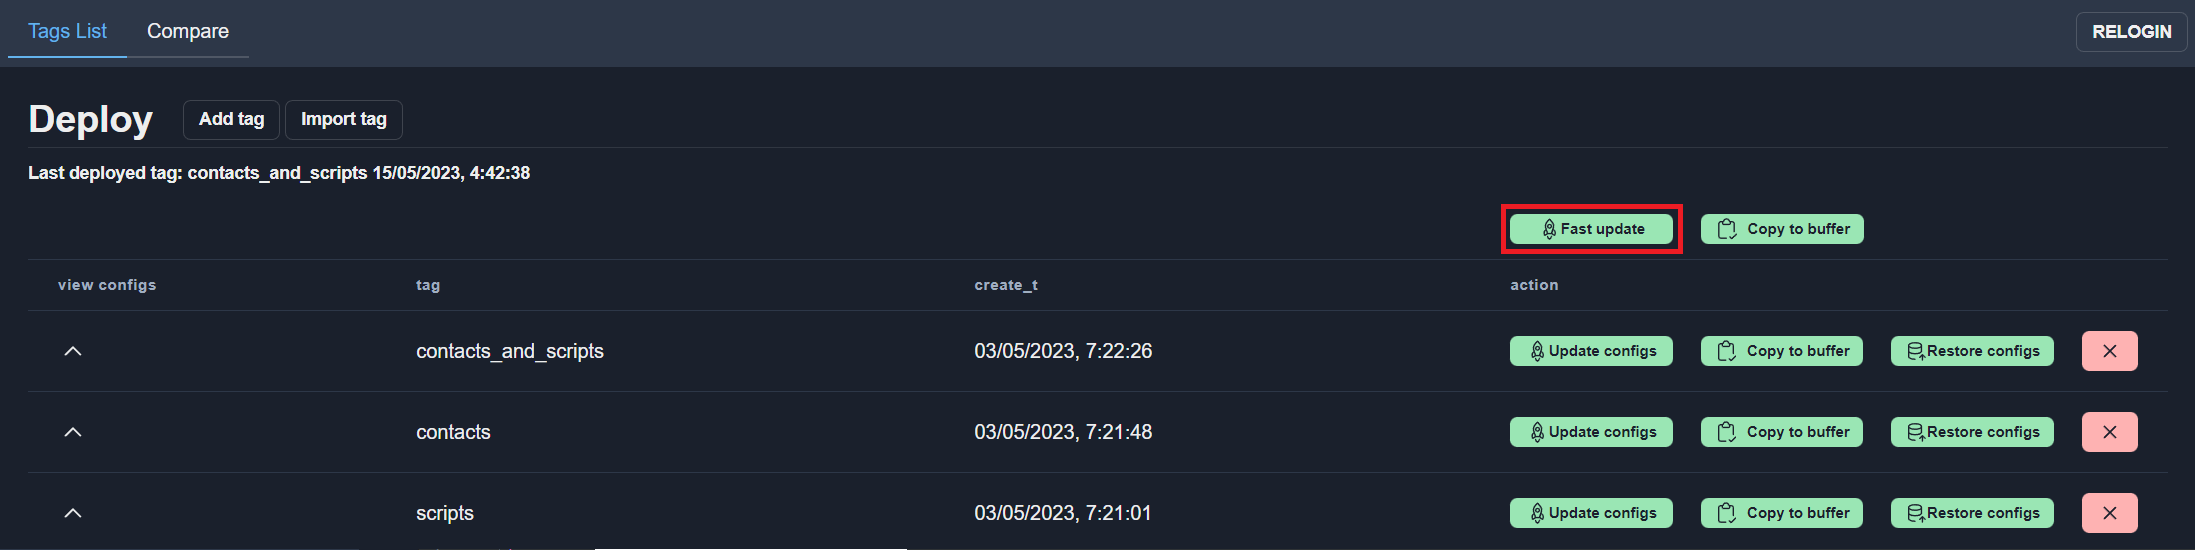 Tags List Compare RELOGIN
Deploy Add tag Import tag
Last deployed tag: contacts_and_scripts 15/05/2023, 4:42:38
Fast update Copy to buffer
view configs tag create_t action
contacts_and_scripts 03/05/2023, 7:22:26 Update configs Copy to buffer Restore configs
contacts 03/05/2023, 7:21:48 Update configs Copy to buffer Restore configs
scripts 03/05/2023, 7:21:01 Update configs Copy to buffer Restore configs